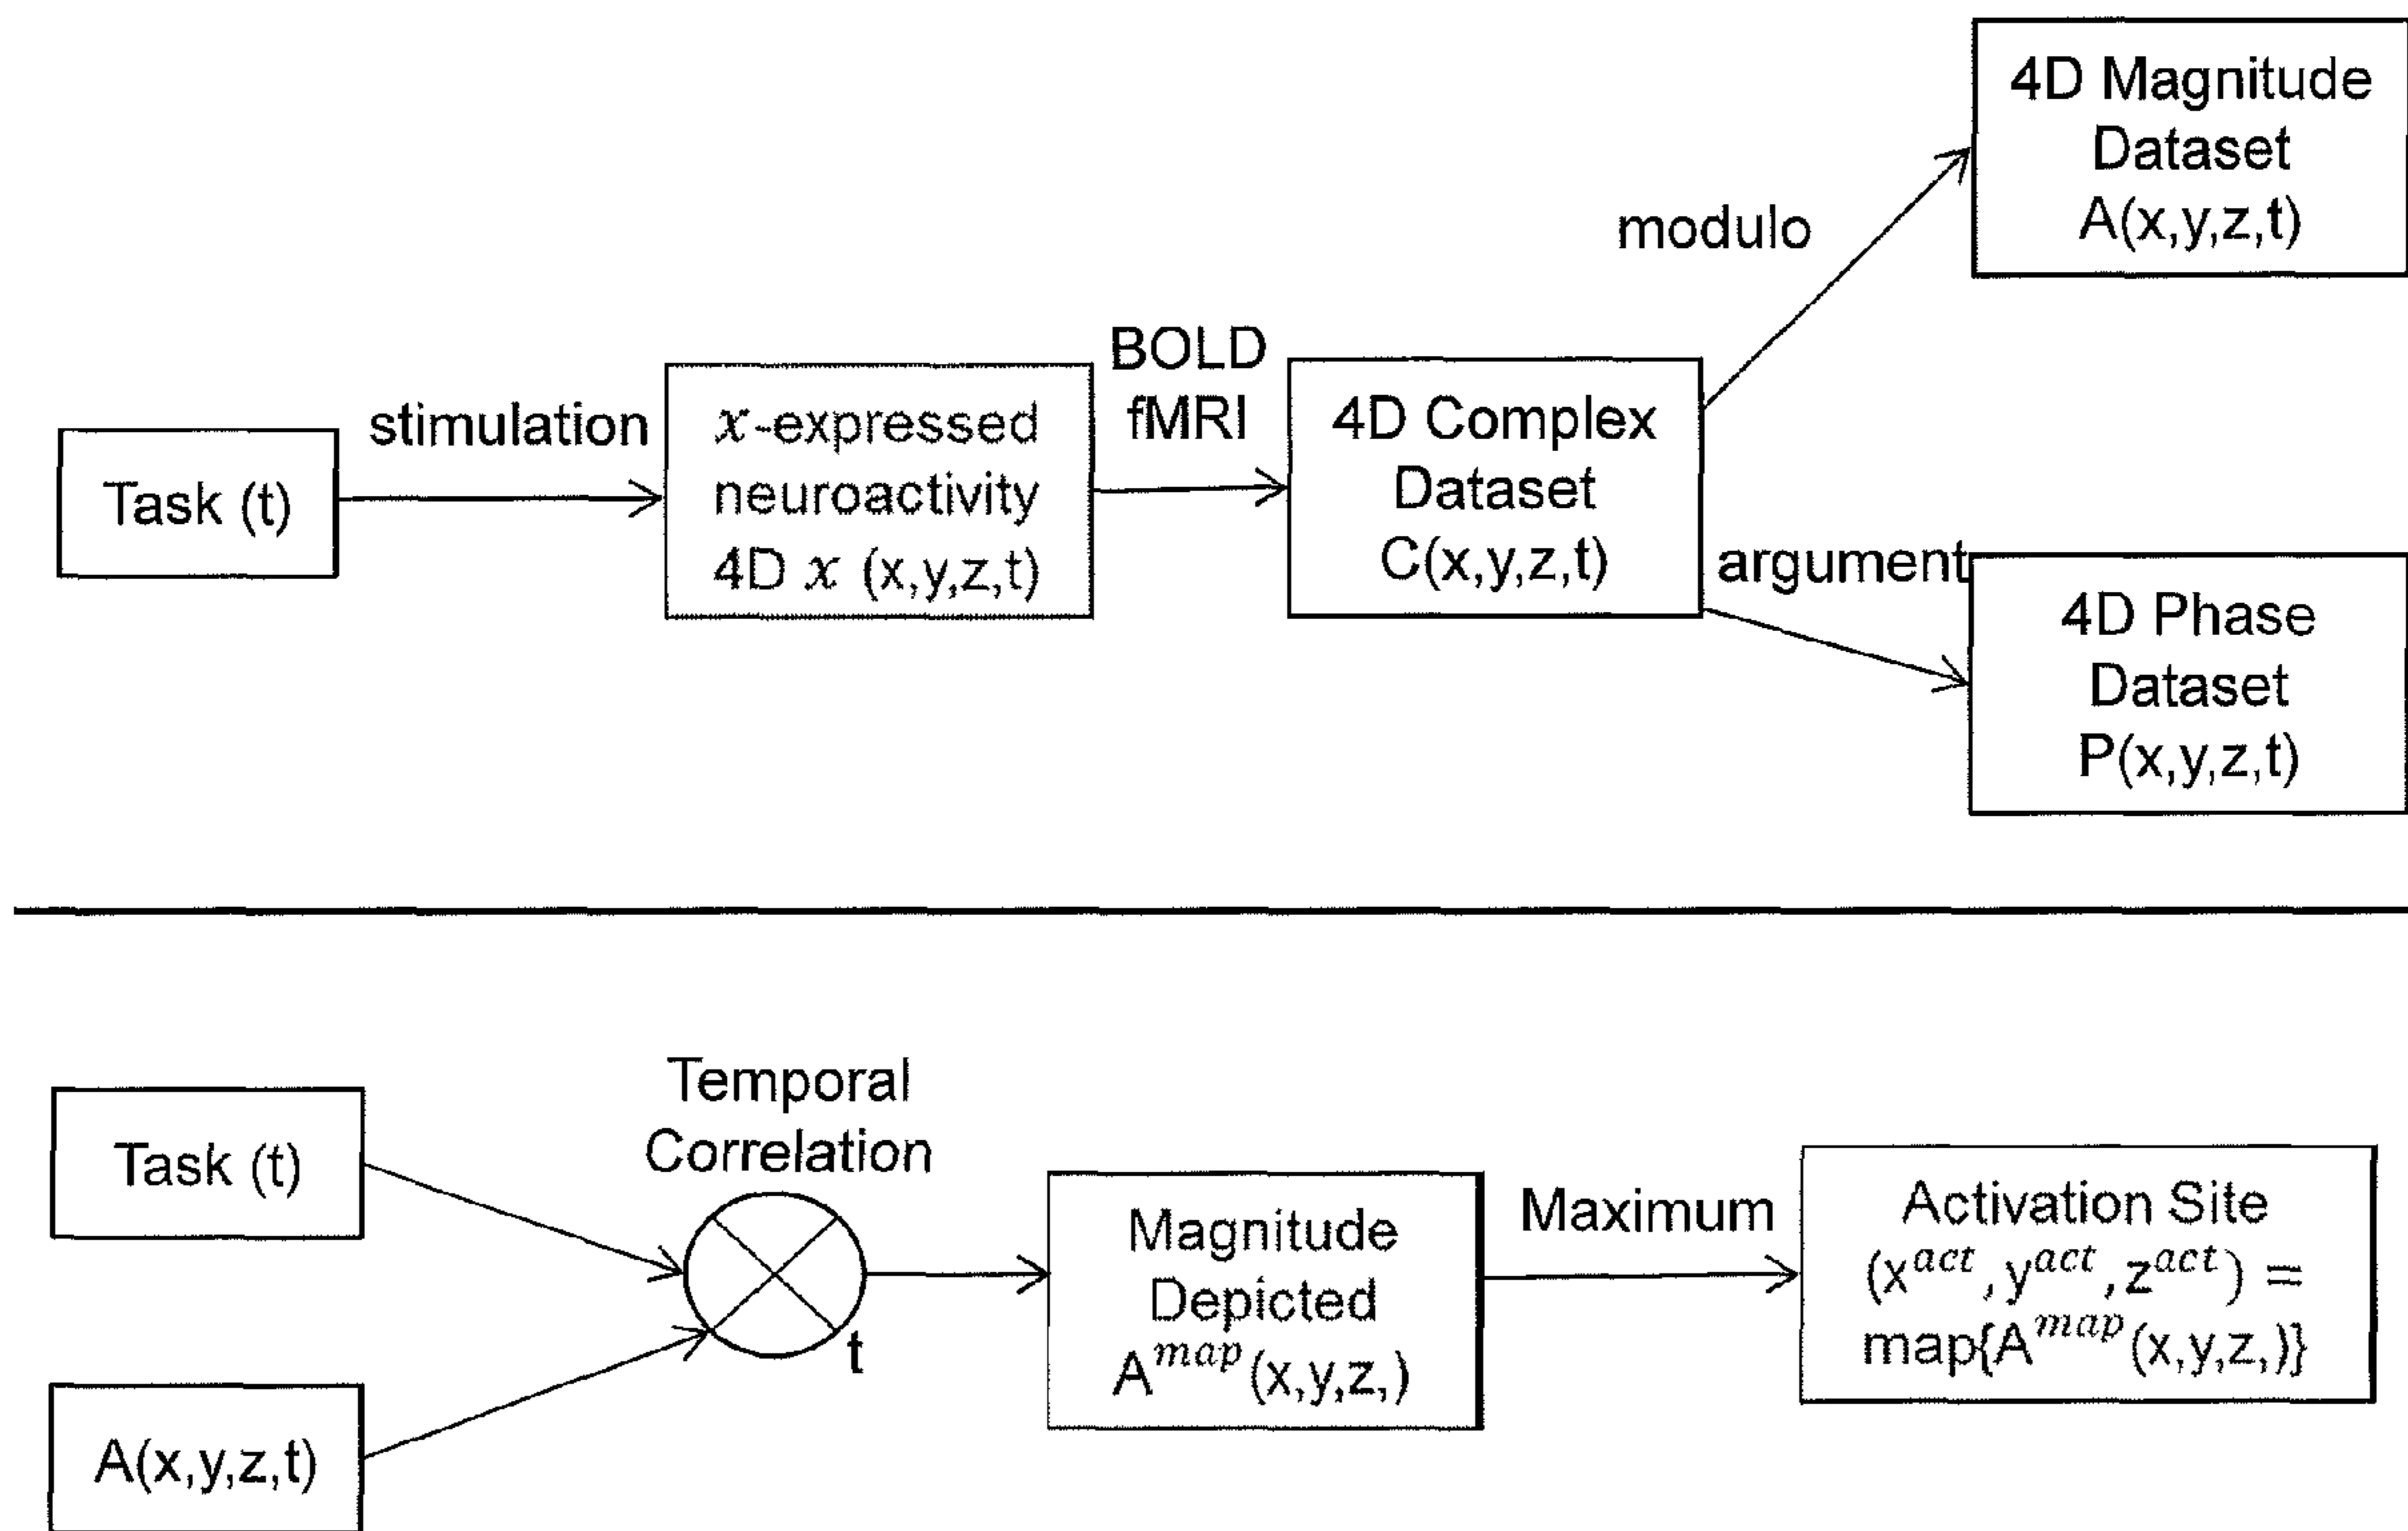 4D Magnitude
Dataset
A(x,y,z,t)
modulo
BOLD
fMRI
stimulation
Task (t)
x-expressed
neuroactivity
4D x (x,y,z,t)
4D Complex
Dataset
C(x,y,z,t)
argument
4D Phase
Dataset
P(x,y,z,t)
Temporal
Correlation
Task (t)
A(x,y,z,t)
t
Magnitude
Depicted
A^{map}(x,y,z,)
Maximum
Activation Site
(x^{act},y^{act},z^{act}) =
map{A^{map}(x,y,z,)}